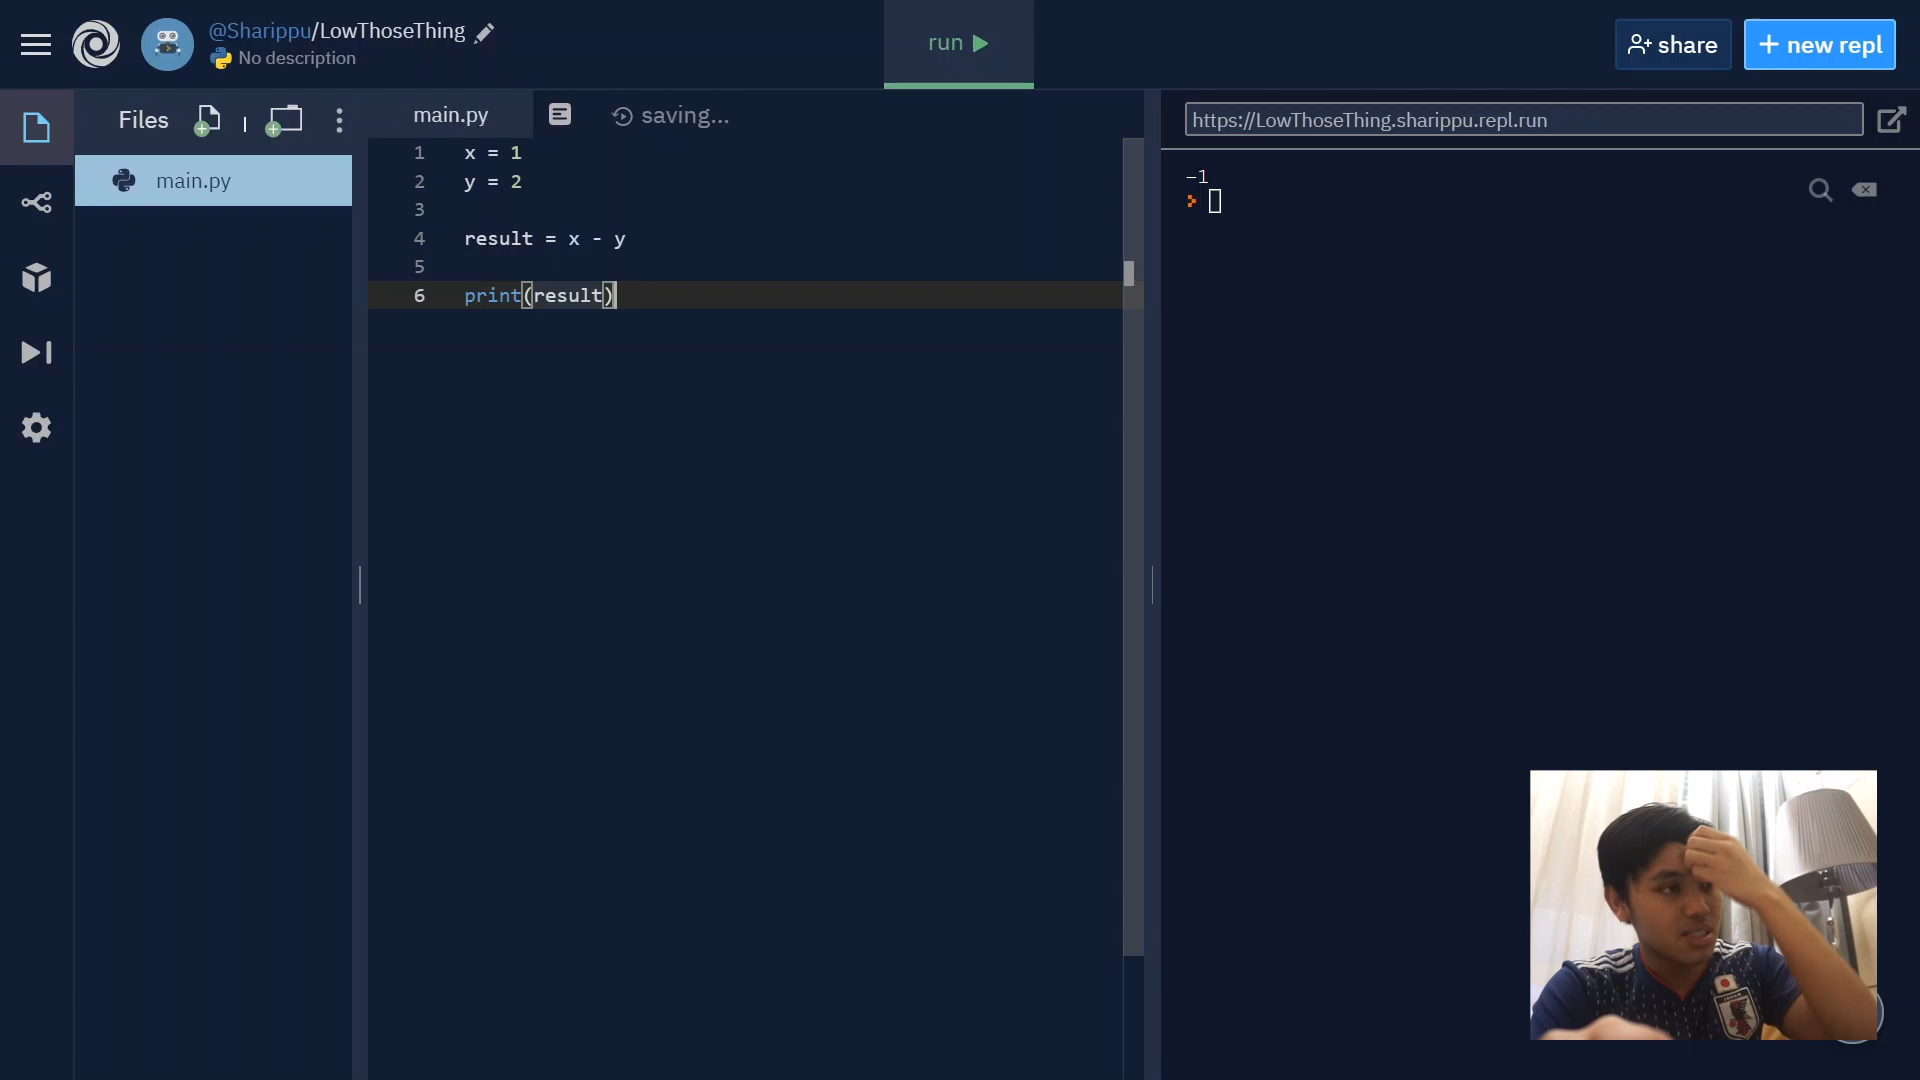 @Sharippu/LowThoseThing
No description
run
share
+ new repl
Files
main.py
saving...
https://LowThoseThing.sharippu.repl.run
main.py
1 x = 1
2 y = 2
3
4 result = x - y
5
6 print(result)
-1
JAPAN